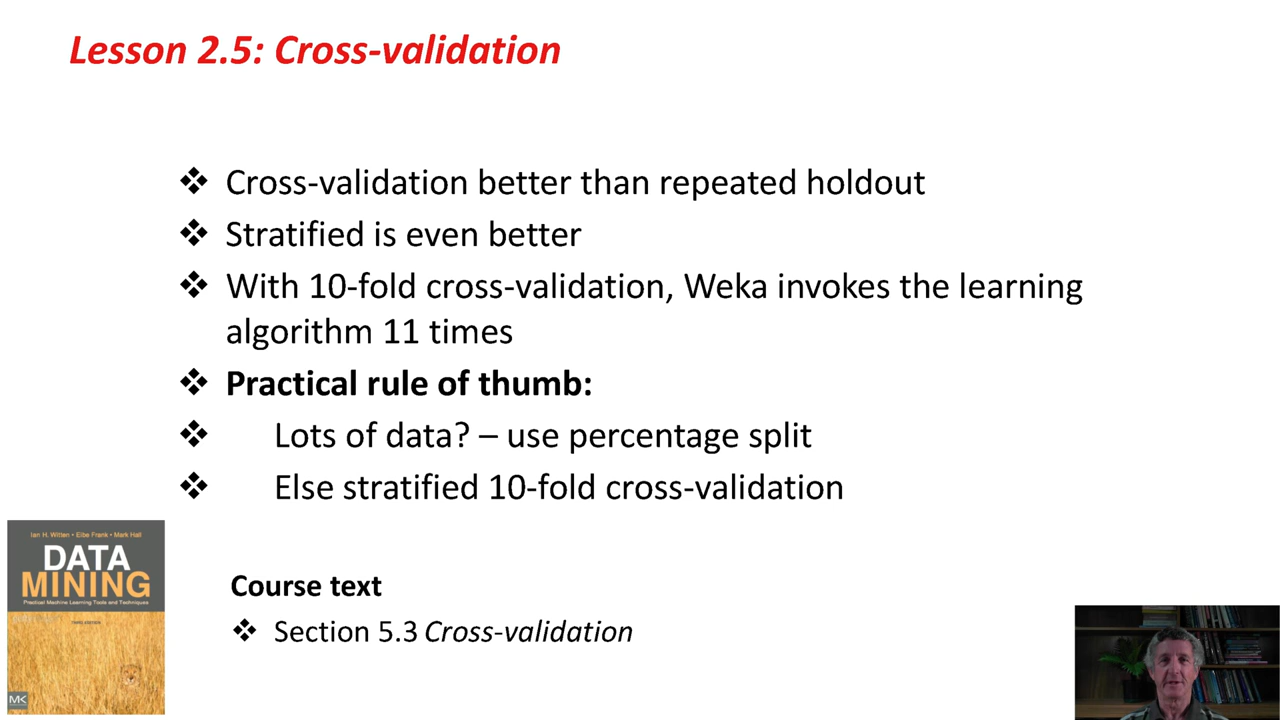 Lesson 2.5: Cross-validation
❖ Cross-validation better than repeated holdout
❖ Stratified is even better
❖ With 10-fold cross-validation, Weka invokes the learning
algorithm 11 times
❖ Practical rule of thumb:
❖ Lots of data? – use percentage split
❖ Else stratified 10-fold cross-validation
Ian H. Witten • Eibe Frank • Mark Hall
DATA
MINING
Practical Machine Learning Tools and Techniques
THIRD EDITION
MK
Course text
❖ Section 5.3 Cross-validation